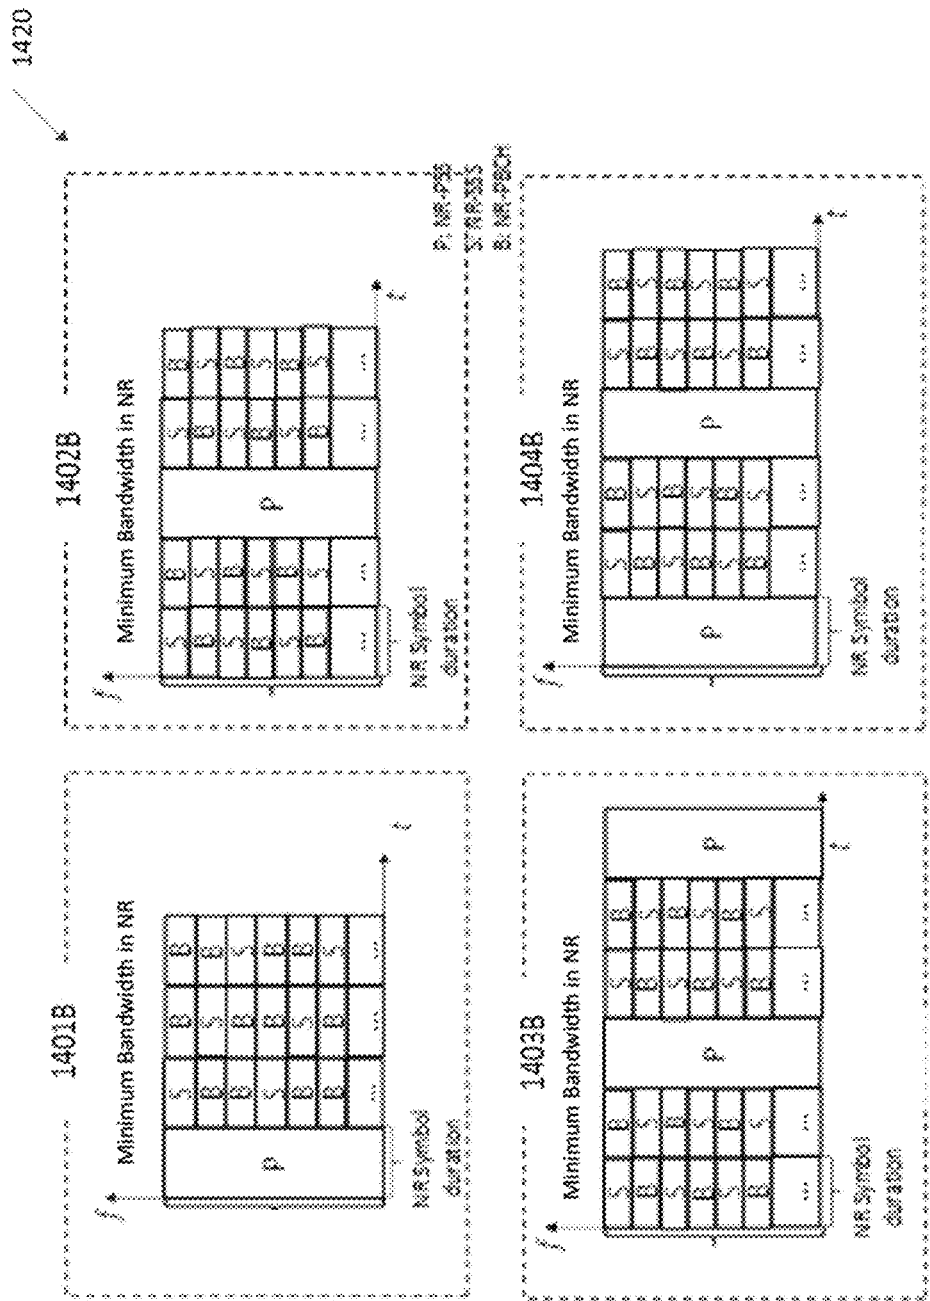 1420
1401B
Minimum Bandwidth in NR
f
S B B
B S B
B B S
P S B B
B S B
B B S
... ... ...
NR Symbol
duration
t
1402B
Minimum Bandwidth in NR
f
S B S B
B S B S
S B S B
B S P B S
S B S B
B S B S
... ... ... ...
NR Symbol
duration
t
P: NR-PSS
S: NR-SSS
B: NR-PBCH
1403B
Minimum Bandwidth in NR
f
S B S B
B S B S
S B S B
B S P B S P
S B S B
B S B S
... ... ... ...
NR Symbol
duration
t
1404B
Minimum Bandwidth in NR
f
S B S B
B S B S
S B S B
P B S P B S
S B S B
B S B S
... ... ... ...
NR Symbol
duration
t